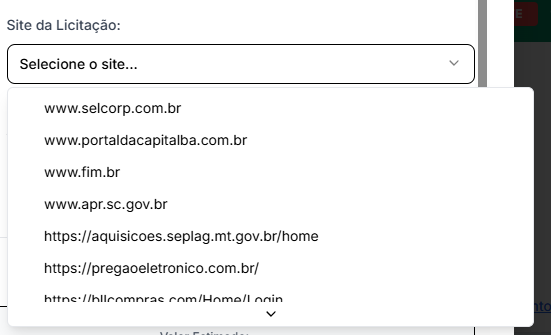 Site da Licitação:
Selecione o site...
www.selcorp.com.br
www.portaldacapitalba.com.br
www.fim.br
www.apr.sc.gov.br
https://aquisicoes.seplag.mt.gov.br/home
https://pregaoeletronico.com.br/
https://bllcompras.com/Home/Login
Valor Estimado: